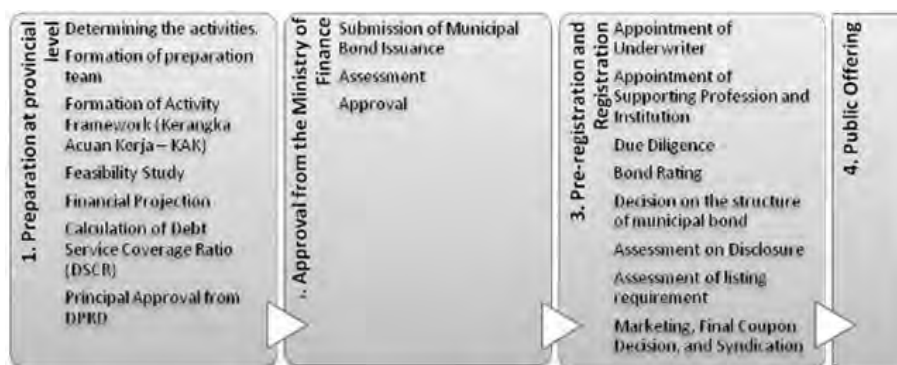 1. Preparation at provincial
level
Determining the activities.
Formation of preparation
team
Formation of Activity
Framework (Kerangka
Acuan Kerja – KAK)
Feasibility Study
Financial Projection
Calculation of Debt
Service Coverage Ratio
(DSCR)
Principal Approval from
DPRD
. Approval from the Ministry of
Finance
Submission of Municipal
Bond Issuance
Assessment
Approval
3. Pre-registration and
Registration
Appointment of
Underwriter
Appointment of
Supporting Profession and
Institution
Due Diligence
Bond Rating
Decision on the structure
of municipal bond
Assessment on Disclosure
Assessment of listing
requirement
Marketing, Final Coupon
Decision, and Syndication
4. Public Offering